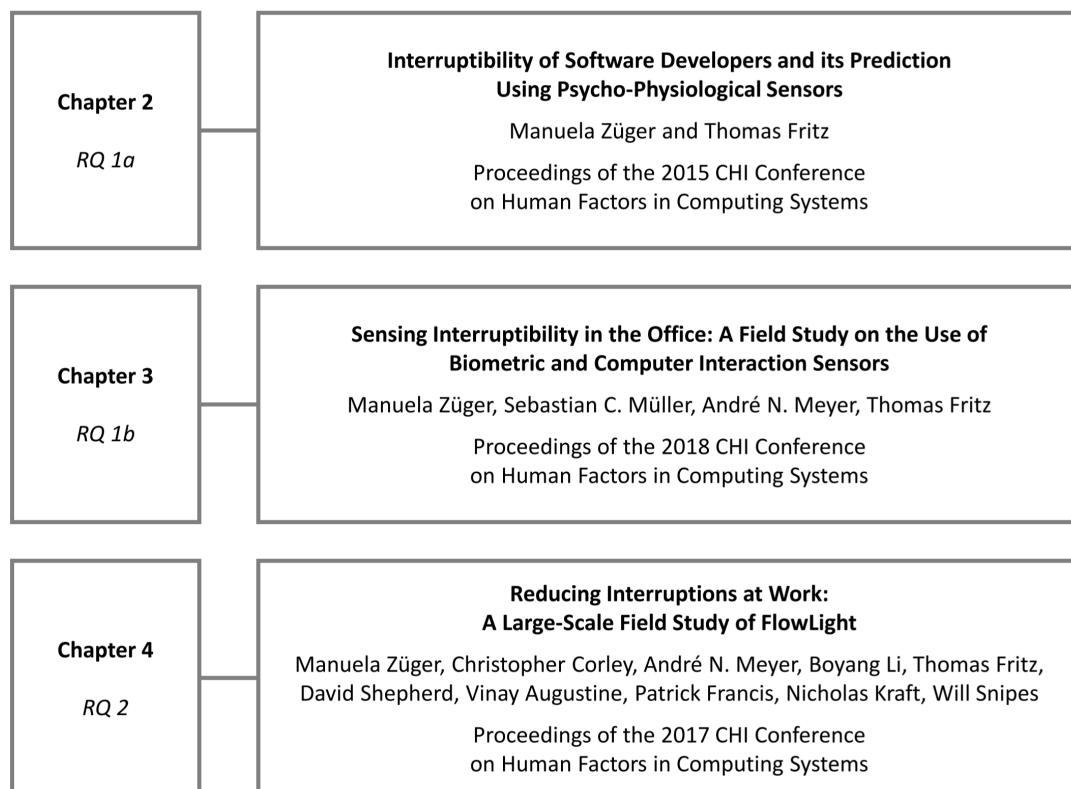 Chapter 2
RQ 1a
Interruptibility of Software Developers and its Prediction
Using Psycho-Physiological Sensors
Manuela Züger and Thomas Fritz
Proceedings of the 2015 CHI Conference
on Human Factors in Computing Systems
Chapter 3
RQ 1b
Sensing Interruptibility in the Office: A Field Study on the Use of
Biometric and Computer Interaction Sensors
Manuela Züger, Sebastian C. Müller, André N. Meyer, Thomas Fritz
Proceedings of the 2018 CHI Conference
on Human Factors in Computing Systems
Chapter 4
RQ 2
Reducing Interruptions at Work:
A Large-Scale Field Study of FlowLight
Manuela Züger, Christopher Corley, André N. Meyer, Boyang Li, Thomas Fritz,
David Shepherd, Vinay Augustine, Patrick Francis, Nicholas Kraft, Will Snipes
Proceedings of the 2017 CHI Conference
on Human Factors in Computing Systems